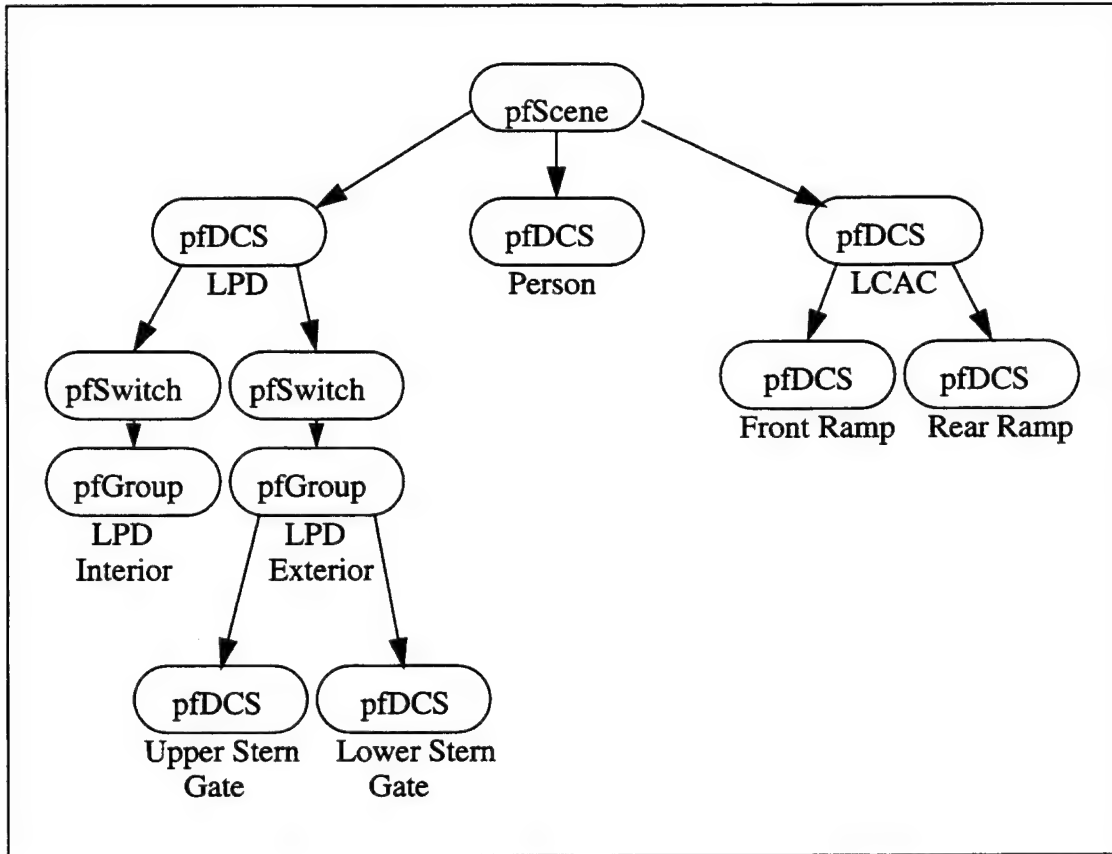 pfScene
pfDCS
LPD
pfDCS
Person
pfDCS
LCAC
pfSwitch
pfSwitch
pfDCS
Front Ramp
pfDCS
Rear Ramp
pfGroup
LPD
Interior
pfGroup
LPD
Exterior
pfDCS
Upper Stern
Gate
pfDCS
Lower Stern
Gate